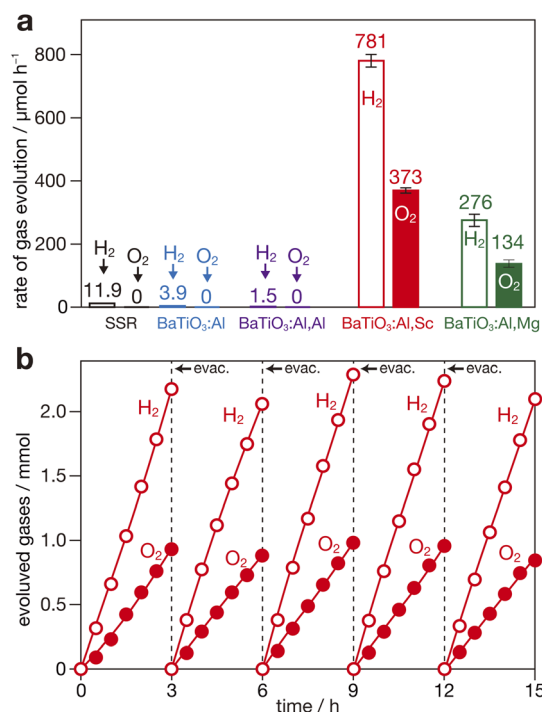 a
rate of gas evolution / μmol h⁻¹
800
600
400
200
0
781
H₂
373
O₂
276
H₂
134
O₂
H₂ O₂ H₂ O₂ H₂ O₂
11.9 0 3.9 0 1.5 0
SSR BaTiO₃:Al BaTiO₃:Al,Al BaTiO₃:Al,Sc BaTiO₃:Al,Mg
b
evoluved gases / mmol
2.0
1.5
1.0
0.5
0
evac. evac. evac. evac.
H₂ H₂ H₂ H₂ H₂
O₂ O₂ O₂ O₂ O₂
0 3 6 9 12 15
time / h